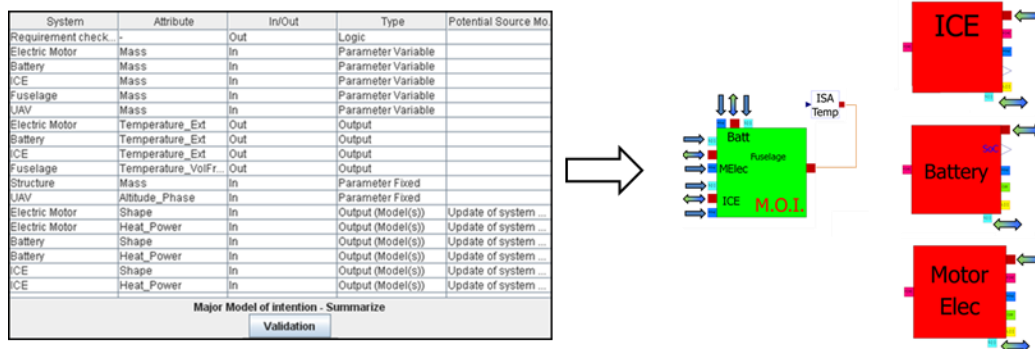 System Attribute In/Out Type Potential Source Mo.
Requirement check... - Out Logic
Electric Motor Mass In Parameter Variable
Battery Mass In Parameter Variable
ICE Mass In Parameter Variable
Fuselage Mass In Parameter Variable
UAV Mass In Parameter Variable
Electric Motor Temperature_Ext Out Output
Battery Temperature_Ext Out Output
ICE Temperature_Ext Out Output
Fuselage Temperature_VolFr... Out Output
Structure Mass In Parameter Fixed
UAV Altitude_Phase In Parameter Fixed
Electric Motor Shape In Output (Model(s)) Update of system ...
Electric Motor Heat_Power In Output (Model(s)) Update of system ...
Battery Shape In Output (Model(s)) Update of system ...
Battery Heat_Power In Output (Model(s)) Update of system ...
ICE Shape In Output (Model(s)) Update of system ...
ICE Heat_Power In Output (Model(s)) Update of system ...
Major Model of intention - Summarize
Validation
ISA
Temp
Batt
Fuselage
MElec
ICE M.O.I.
ICE
SoC
Battery
Motor
Elec